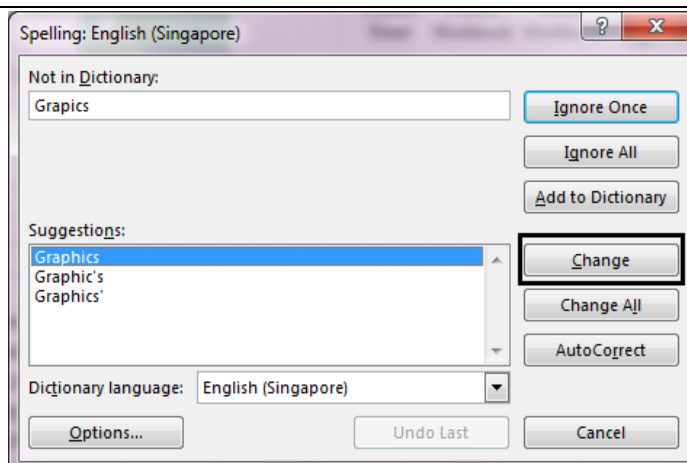 Spelling: English (Singapore)
Not in Dictionary:
Grapics
Ignore Once
Ignore All
Add to Dictionary
Suggestions:
Graphics
Graphic's
Graphics'
Change
Change All
AutoCorrect
Dictionary language: English (Singapore)
Options...
Undo Last
Cancel